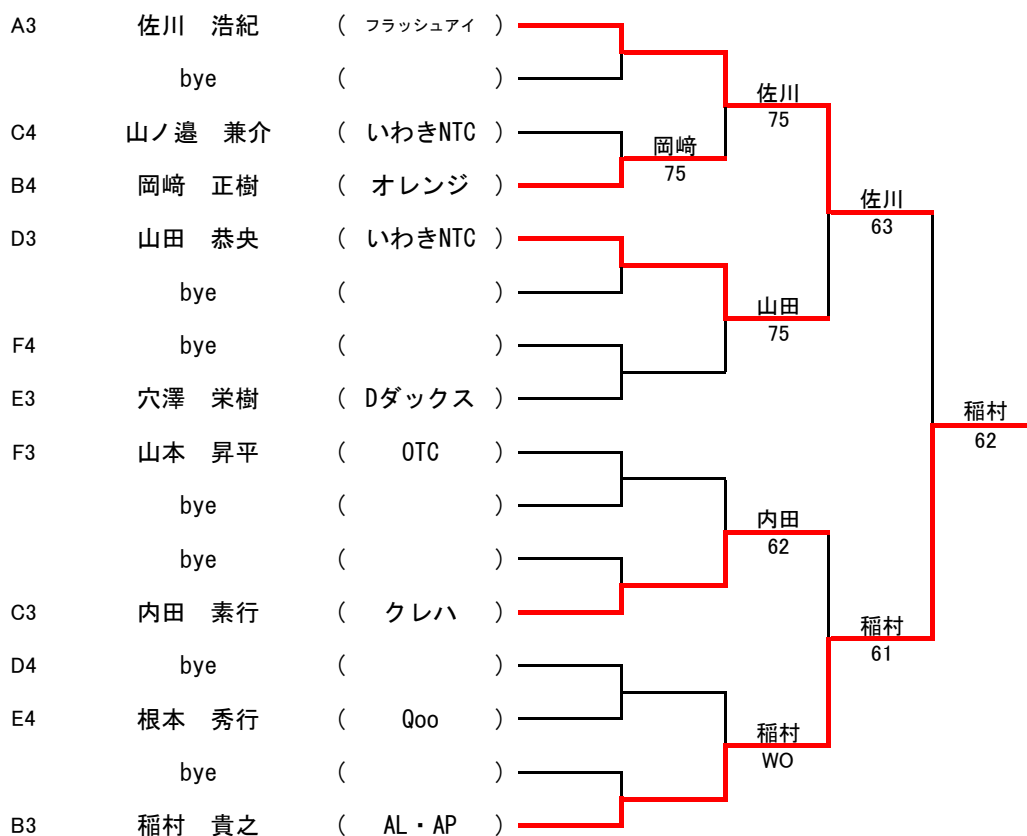 A3 佐川 浩紀 ( フラッシュアイ )
bye ( )
佐川
75
C4 山ノ邉 兼介 ( いわきNTC )
岡﨑
75
B4 岡﨑 正樹 ( オレンジ )
佐川
63
D3 山田 恭央 ( いわきNTC )
bye ( )
山田
75
F4 bye ( )
E3 穴澤 栄樹 ( Dダックス )
稲村
62
F3 山本 昇平 ( OTC )
bye ( )
内田
62
bye ( )
C3 内田 素行 ( クレハ )
稲村
61
D4 bye ( )
E4 根本 秀行 ( Qoo )
稲村
WO
bye ( )
B3 稲村 貴之 ( AL・AP )